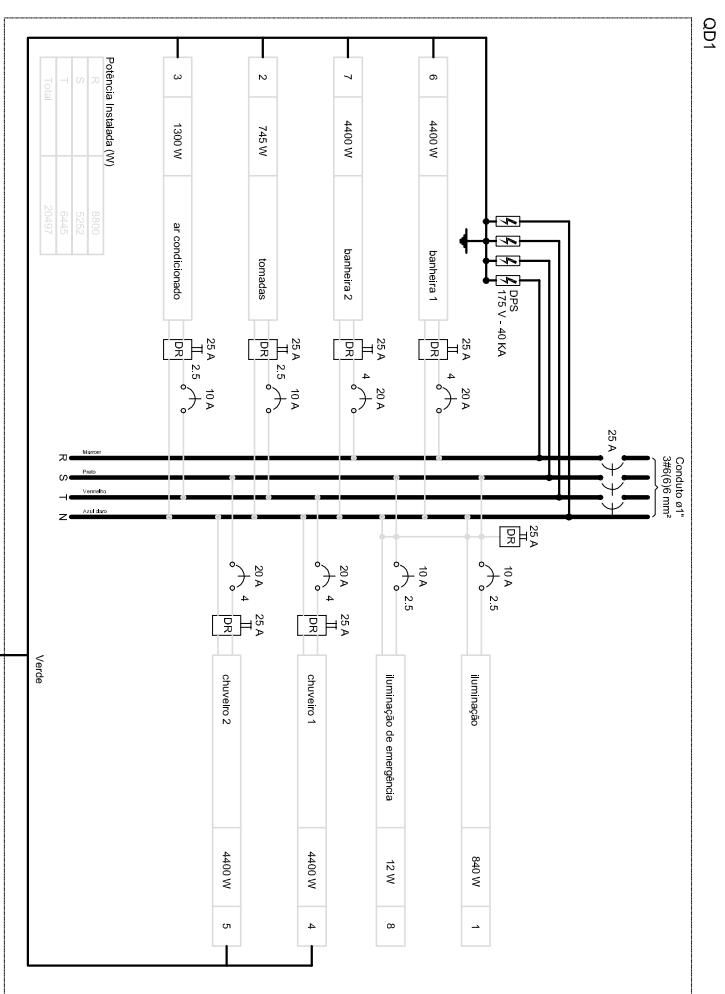 QD1
Conduto ø1"
3#6(6)6 mm²
25 A
DPS
175 V - 40 KA
6
4400 W
banheira 1
25 A
DR
4
20 A
7
4400 W
banheira 2
25 A
DR
4
20 A
2
745 W
tomadas
25 A
DR
2.5
10 A
3
1300 W
ar condicionado
25 A
DR
2.5
10 A
R
Marrom
S
Preto
T
Vermelho
N
Azul claro
25 A
DR
10 A
2.5
iluminação
840 W
1
10 A
2.5
iluminação de emergência
12 W
8
20 A
4
25 A
DR
chuveiro 1
4400 W
4
20 A
4
25 A
DR
chuveiro 2
4400 W
5
Potência Instalada (W)
R 8800
S 5252
T 6445
Total 20497
Verde